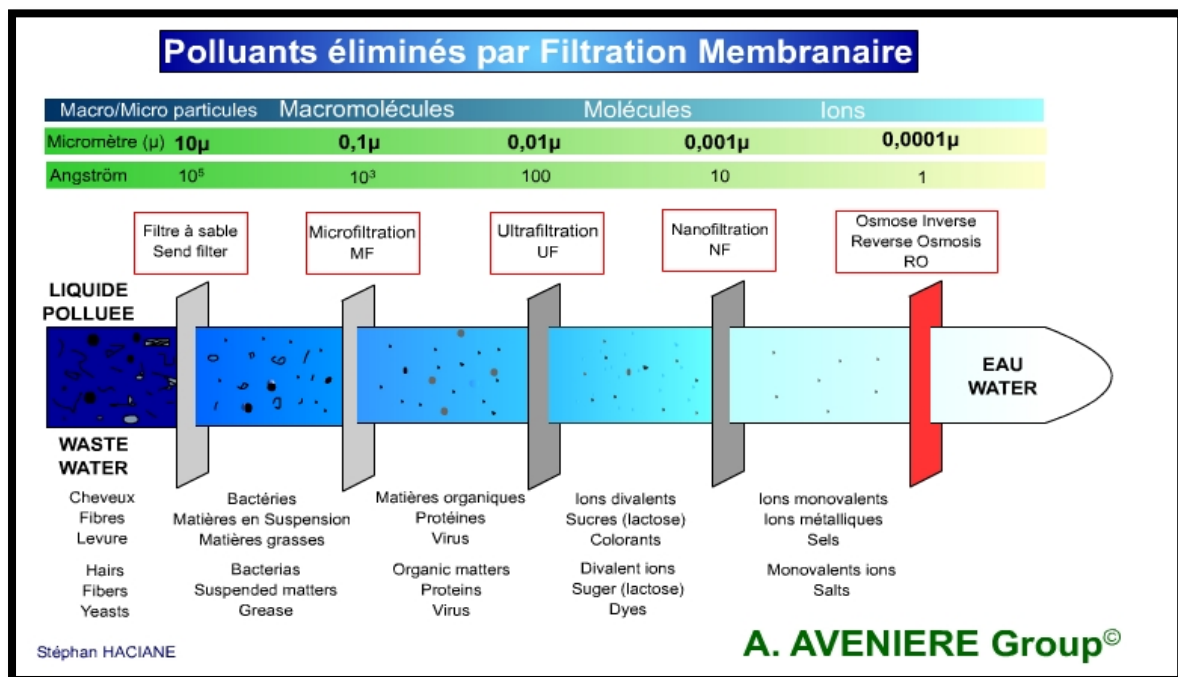 Polluants éliminés par Filtration Membranaire
Macro/Micro particules Macromolécules Molécules Ions
Micromètre (µ) 10µ 0,1µ 0,01µ 0,001µ 0,0001µ
Angström 10⁵ 10³ 100 10 1
Filtre à sable
Send filter
Microfiltration
MF
Ultrafiltration
UF
Nanofiltration
NF
Osmose Inverse
Reverse Osmosis
RO
LIQUIDE
POLLUEE
EAU
WATER
WASTE
WATER
Cheveux
Fibres
Levure
Hairs
Fibers
Yeasts
Bactéries
Matières en Suspension
Matières grasses
Bacterias
Suspended matters
Grease
Matières organiques
Protéines
Virus
Organic matters
Proteins
Virus
Ions divalents
Sucres (lactose)
Colorants
Divalent ions
Suger (lactose)
Dyes
Ions monovalents
Ions métalliques
Sels
Monovalents ions
Salts
Stéphan HACIANE
A. AVENIERE Group©